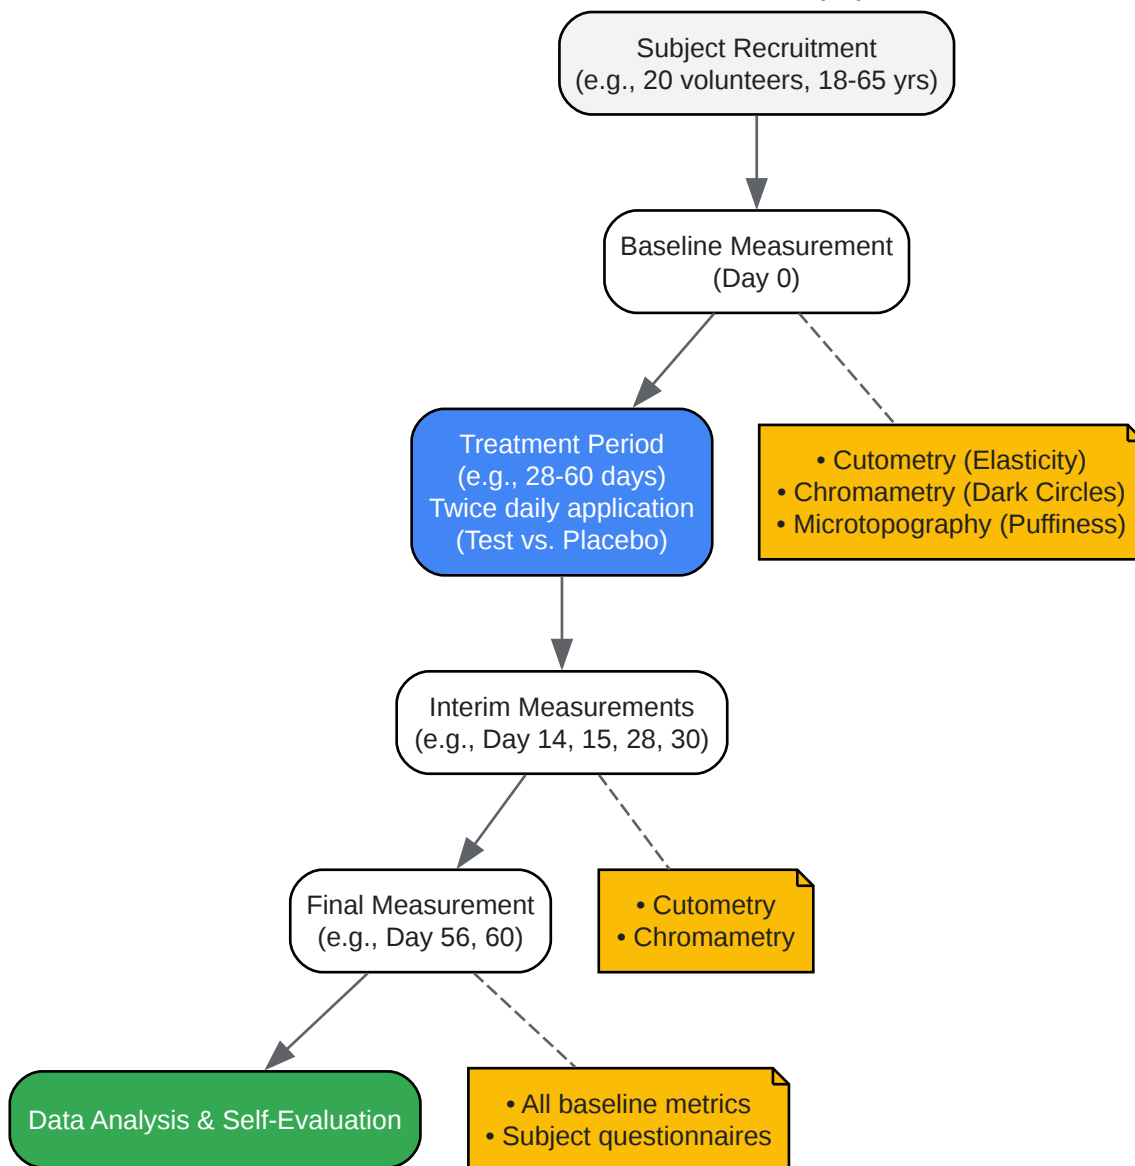 Subject Recruitment
(e.g., 20 volunteers, 18-65 yrs)
Baseline Measurement
(Day 0)
Treatment Period
(e.g., 28-60 days)
Twice daily application
(Test vs. Placebo)
• Cutometry (Elasticity)
• Chromametry (Dark Circles)
• Microtopography (Puffiness)
Interim Measurements
(e.g., Day 14, 15, 28, 30)
Final Measurement
(e.g., Day 56, 60)
• Cutometry
• Chromametry
Data Analysis & Self-Evaluation
• All baseline metrics
• Subject questionnaires